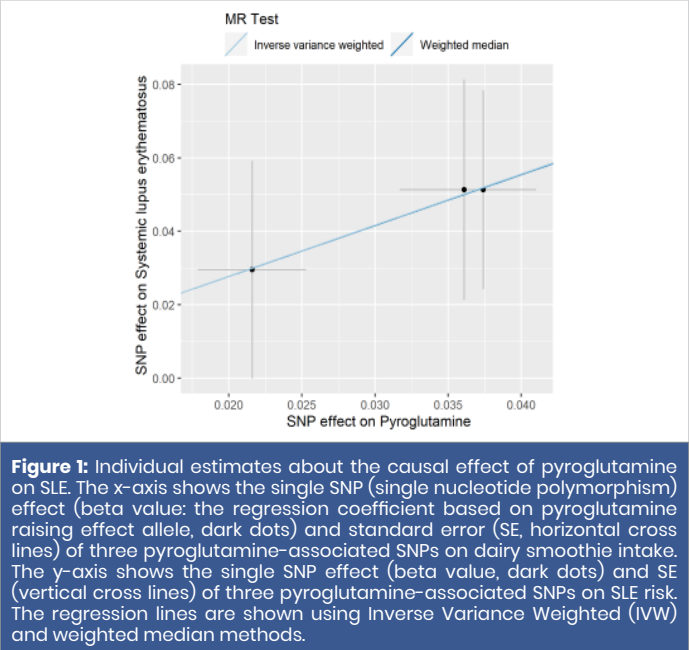 MR Test
Inverse variance weighted
Weighted median
SNP effect on Systemic lupus erythematosus
0.08
0.06
0.04
0.02
0.00
0.020
0.025
0.030
0.035
0.040
SNP effect on Pyroglutamine
Figure 1: Individual estimates about the causal effect of pyroglutamine
on SLE. The x-axis shows the single SNP (single nucleotide polymorphism)
effect (beta value: the regression coefficient based on pyroglutamine
raising effect allele, dark dots) and standard error (SE, horizontal cross
lines) of three pyroglutamine-associated SNPs on dairy smoothie intake.
The y-axis shows the single SNP effect (beta value, dark dots) and SE
(vertical cross lines) of three pyroglutamine-associated SNPs on SLE risk.
The regression lines are shown using Inverse Variance Weighted (IVW)
and weighted median methods.